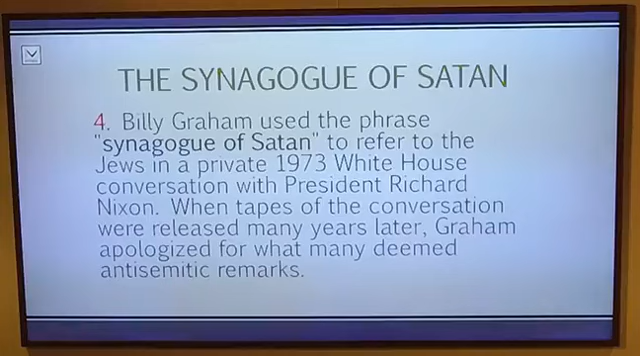 THE SYNAGOGUE OF SATAN
4. Billy Graham used the phrase
"synagogue of Satan" to refer to the
Jews in a private 1973 White House
conversation with President Richard
Nixon. When tapes of the conversation
were released many years later, Graham
apologized for what many deemed
antisemitic remarks.